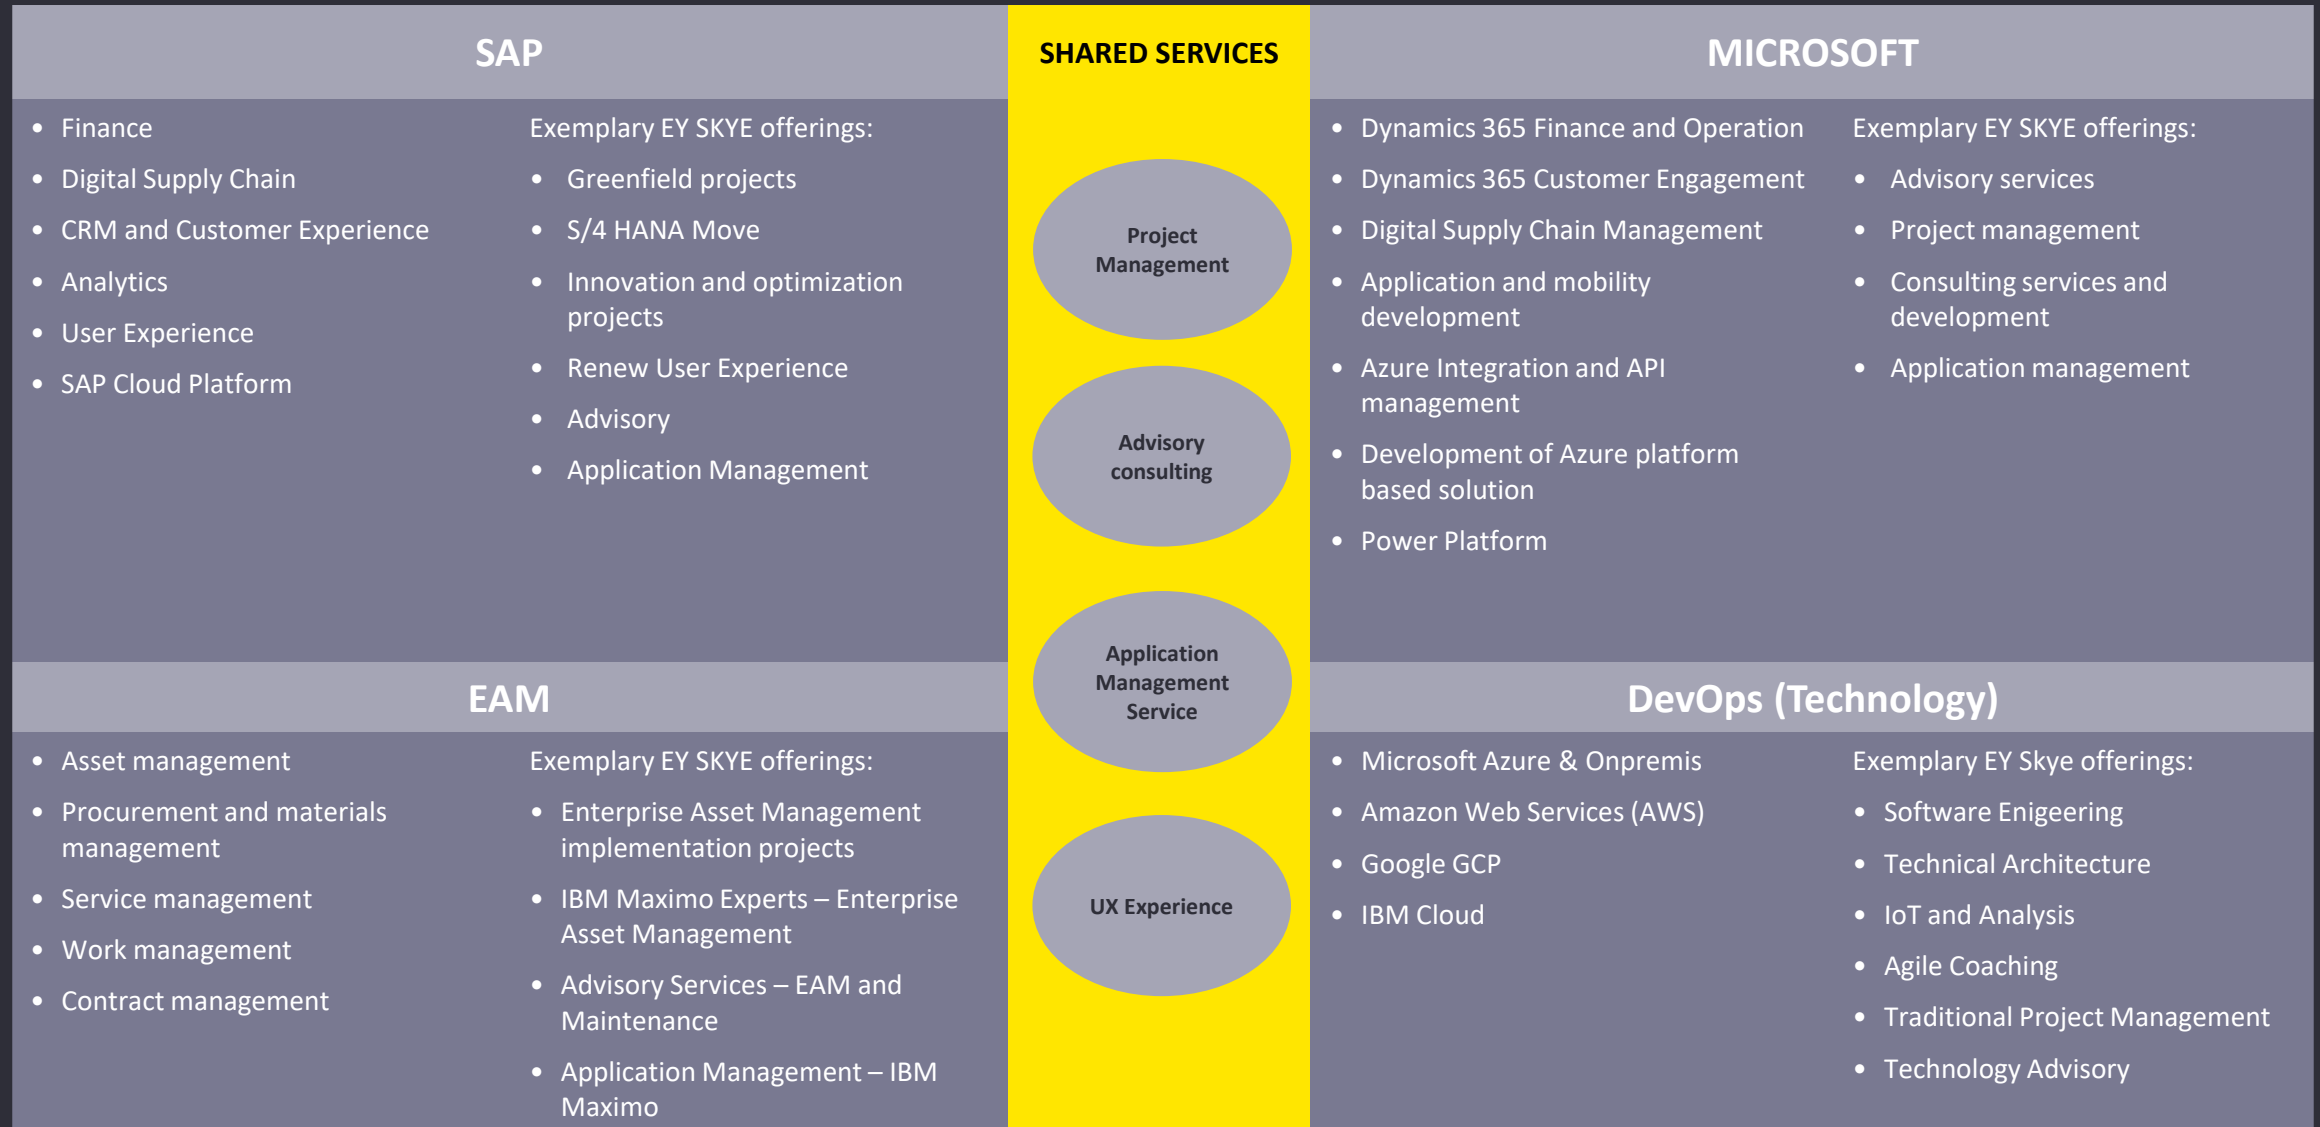 SAP
• Finance
• Digital Supply Chain
• CRM and Customer Experience
• Analytics
• User Experience
• SAP Cloud Platform
Exemplary EY SKYE offerings:
• Greenfield projects
• S/4 HANA Move
• Innovation and optimization
projects
• Renew User Experience
• Advisory
• Application Management
SHARED SERVICES
Project
Management
Advisory
consulting
Application
Management
Service
UX Experience
MICROSOFT
• Dynamics 365 Finance and Operation
• Dynamics 365 Customer Engagement
• Digital Supply Chain Management
• Application and mobility
development
• Azure Integration and API
management
• Development of Azure platform
based solution
• Power Platform
Exemplary EY SKYE offerings:
• Advisory services
• Project management
• Consulting services and
development
• Application management
EAM
• Asset management
• Procurement and materials
management
• Service management
• Work management
• Contract management
Exemplary EY SKYE offerings:
• Enterprise Asset Management
implementation projects
• IBM Maximo Experts – Enterprise
Asset Management
• Advisory Services – EAM and
Maintenance
• Application Management – IBM
Maximo
DevOps (Technology)
• Microsoft Azure & Onpremis
• Amazon Web Services (AWS)
• Google GCP
• IBM Cloud
Exemplary EY Skye offerings:
• Software Enigeering
• Technical Architecture
• IoT and Analysis
• Agile Coaching
• Traditional Project Management
• Technology Advisory